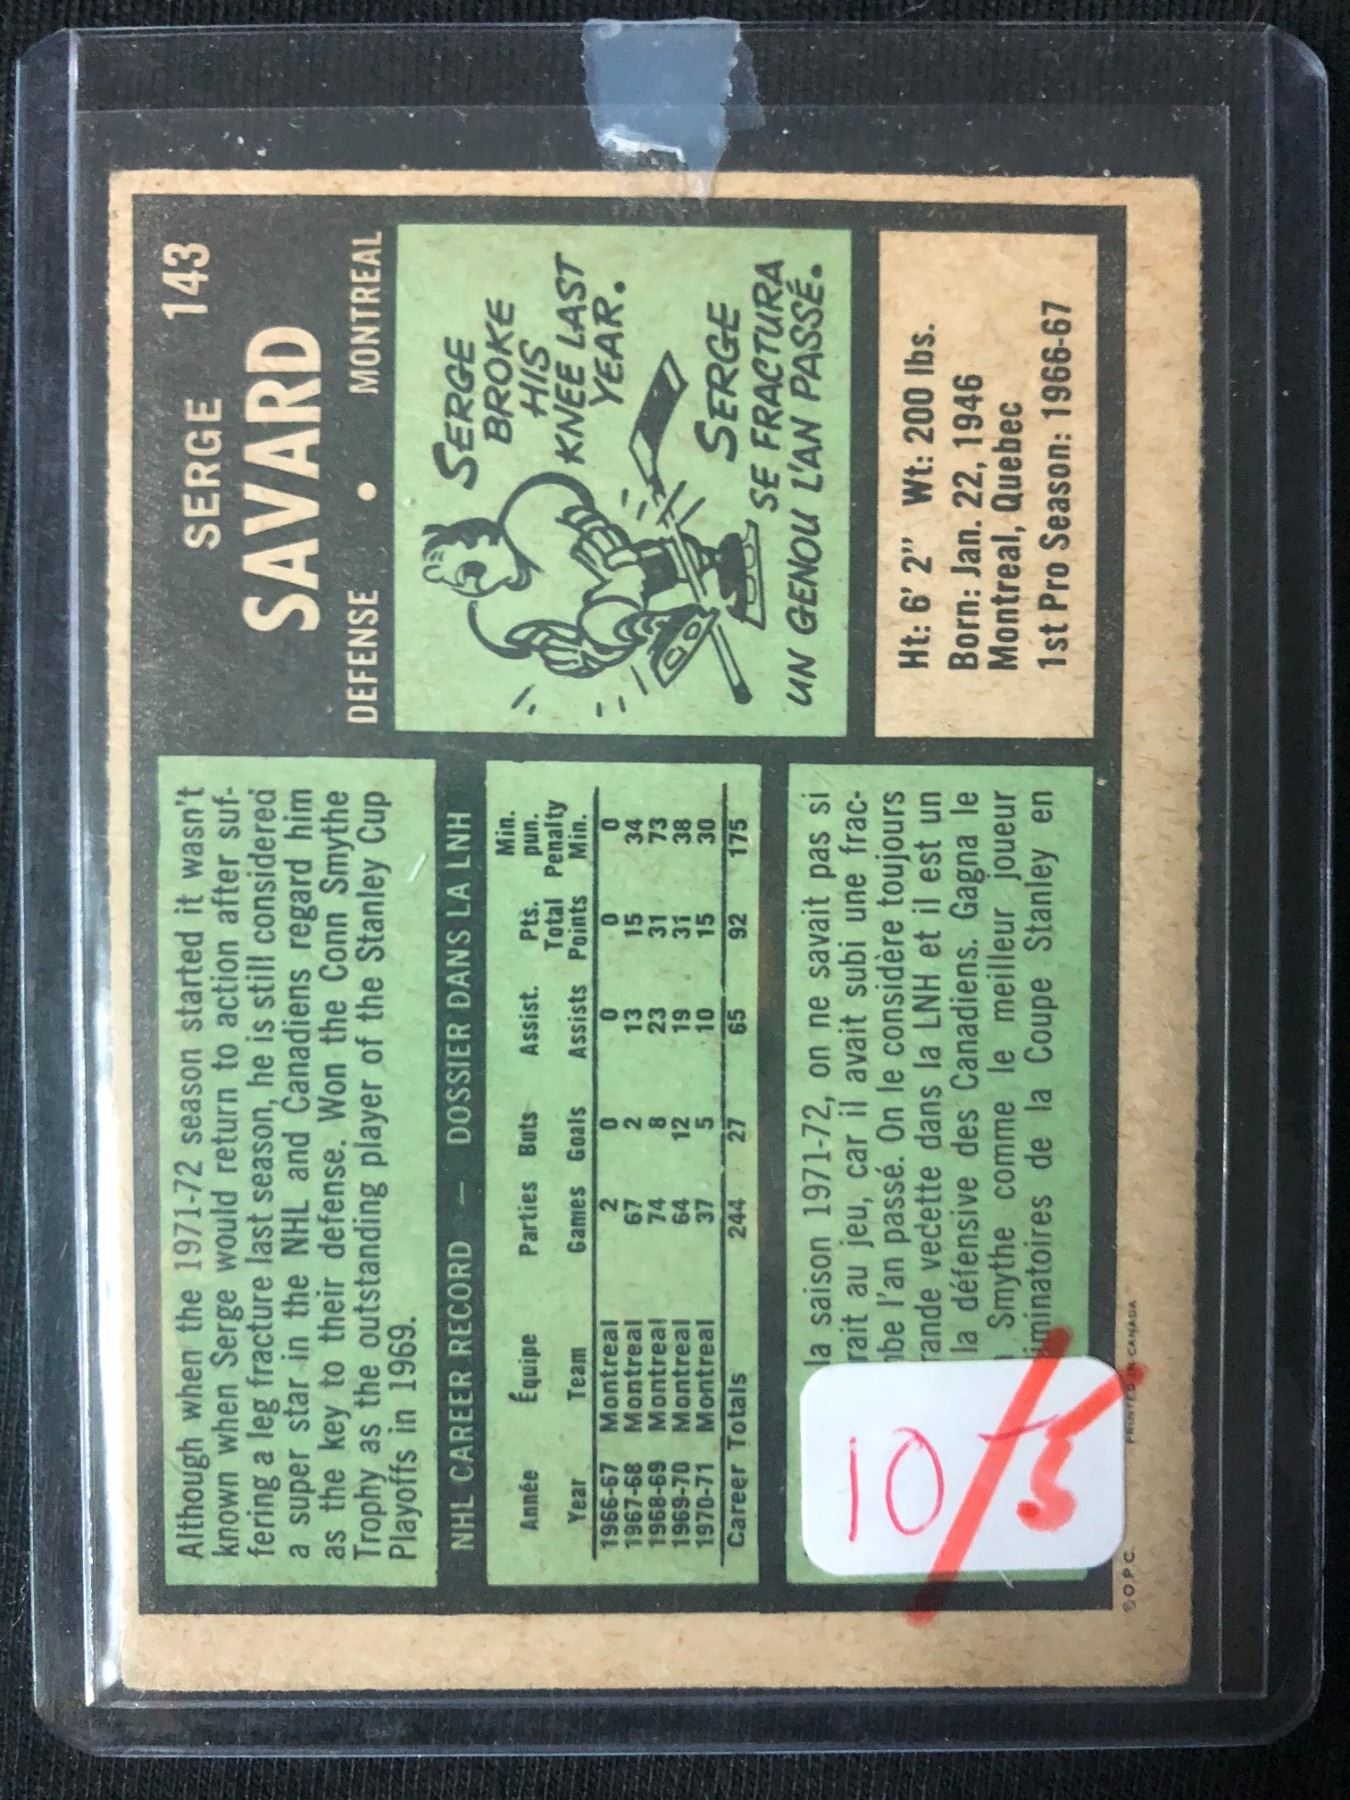 SERGE 143
SAVARD
DEFENSE • MONTREAL
Although when the 1971-72 season started it wasn't
known when Serge would return to action after suf-
fering a leg fracture last season, he is still considered
a super star in the NHL and Canadiens regard him
as the key to their defense. Won the Conn Smythe
Trophy as the outstanding player of the Stanley Cup
Playoffs in 1969.
SERGE
BROKE
HIS
KNEE LAST
YEAR.
SERGE
SE FRACTURA
UN GENOU L'AN PASSÉ.
NHL CAREER RECORD — DOSSIER DANS LA LNH
Min.
Pts. pun.
Année Équipe Parties Buts Assist. Total Penalty
Year Team Games Goals Assists Points Min.
1966-67 Montreal 2 0 0 0 0
1967-68 Montreal 67 2 13 15 34
1968-69 Montreal 74 8 23 31 73
1969-70 Montreal 64 12 19 31 38
1970-71 Montreal 37 5 10 15 30
Career Totals 244 27 65 92 175
Ht: 6' 2" Wt: 200 lbs.
Born: Jan. 22, 1946
Montreal, Quebec
1st Pro Season: 1966-67
la saison 1971-72, on ne savait pas si
rait au jeu, car il avait subi une frac-
be l'an passé. On le considère toujours
rande vedette dans la LNH et il est un
la défensive des Canadiens. Gagna le
Smythe comme le meilleur joueur
iminatoires de la Coupe Stanley en
10/5
© O.P.C. PRINTED IN CANADA